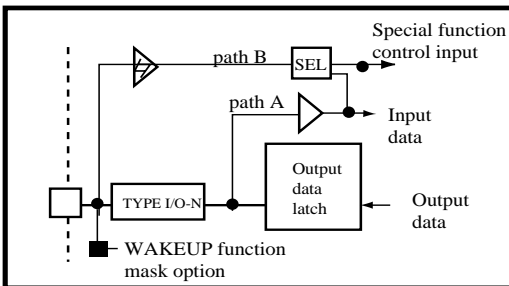 Special function
control input
path B
SEL
path A
Input
data
Output
data
latch
TYPE I/O-N
Output
data
WAKEUP function
mask option